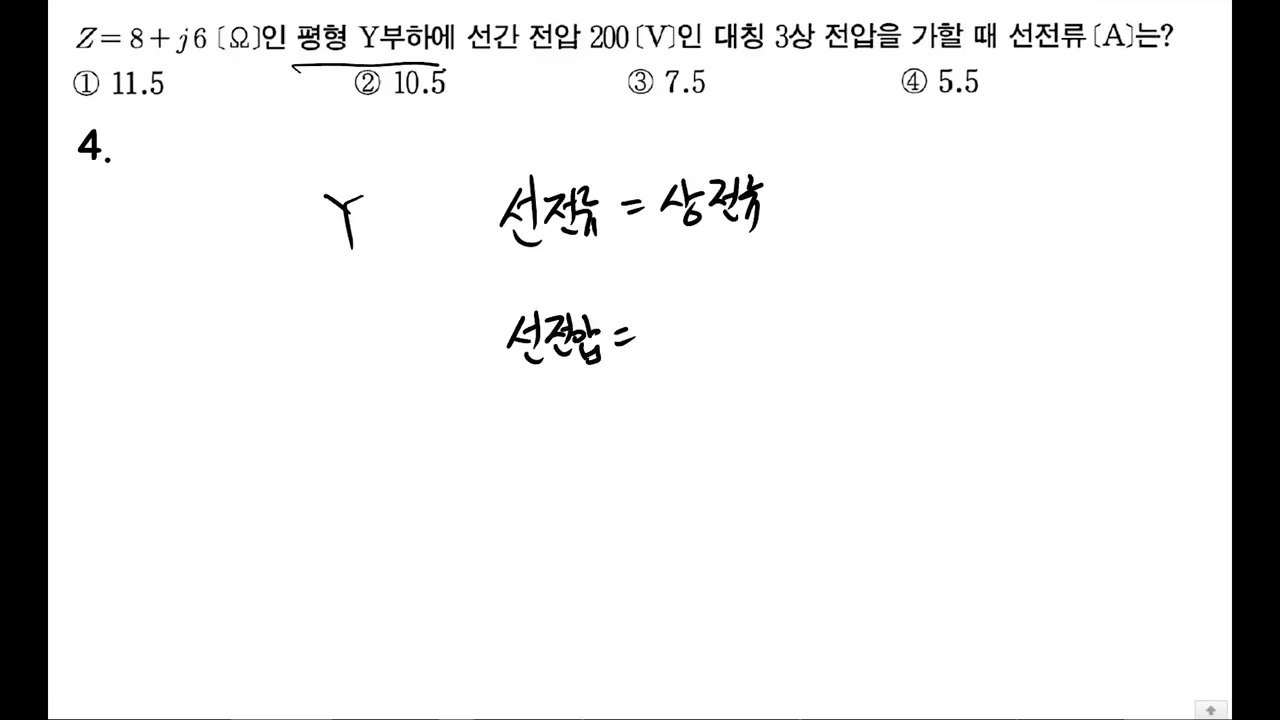 Z=8+j6 〔Ω〕인 평형 Y부하에 선간 전압 200〔V〕인 대칭 3상 전압을 가할 때 선전류〔A〕는?
① 11.5 ② 10.5 ③ 7.5 ④ 5.5
4.
Y 선전류 = 상전류
선전압 =